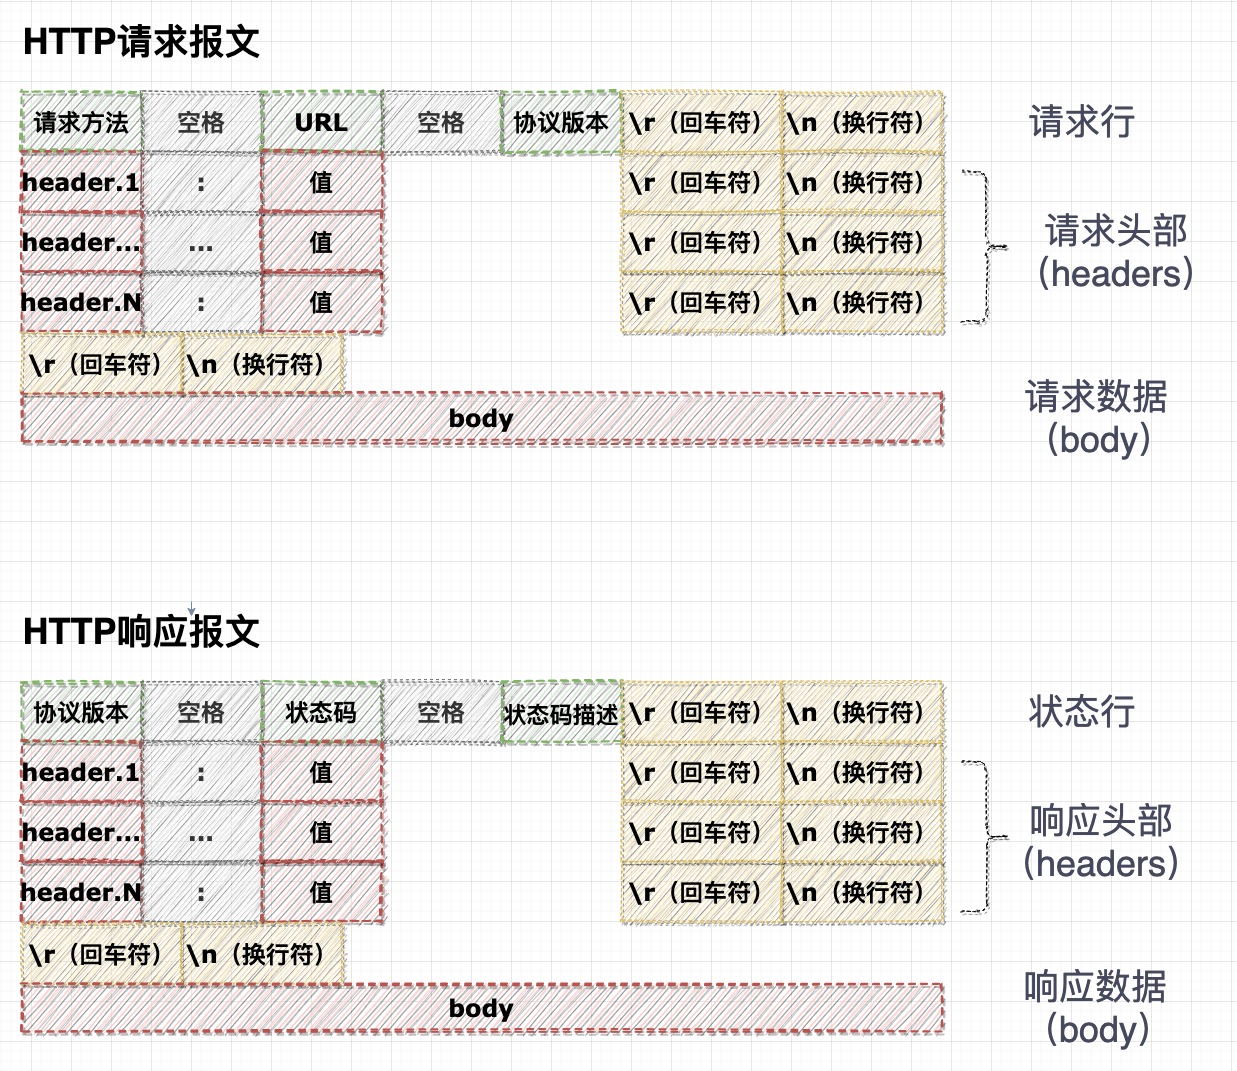 HTTP请求报文
请求方法 空格 URL 空格 协议版本 \r（回车符） \n（换行符） 请求行
header.1 : 值 \r（回车符） \n（换行符）
header... ... 值 \r（回车符） \n（换行符） 请求头部
（headers）
header.N : 值 \r（回车符） \n（换行符）
\r（回车符） \n（换行符）
请求数据
body （body）
HTTP响应报文
协议版本 空格 状态码 空格 状态码描述 \r（回车符） \n（换行符） 状态行
header.1 : 值 \r（回车符） \n（换行符）
header... ... 值 \r（回车符） \n（换行符） 响应头部
（headers）
header.N : 值 \r（回车符） \n（换行符）
\r（回车符） \n（换行符）
响应数据
body （body）